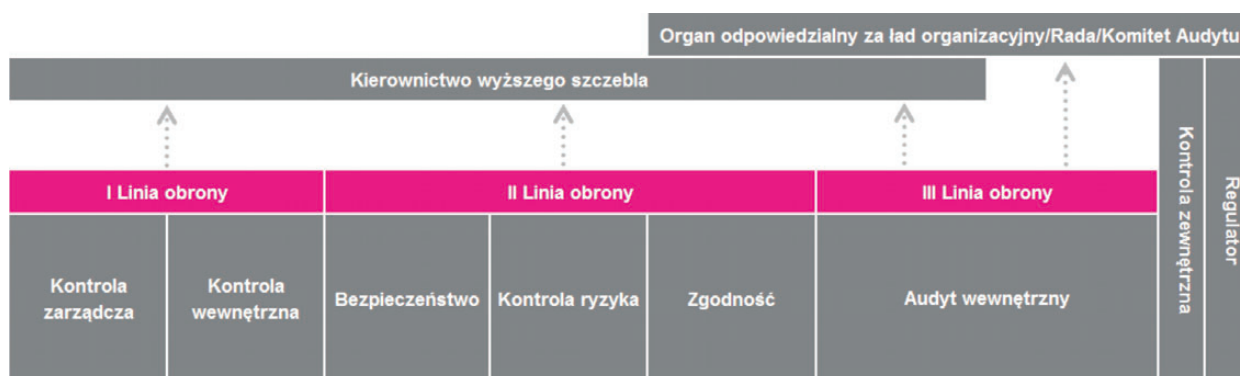 Organ odpowiedzialny za ład organizacyjny/Rada/Komitet Audytu
Kierownictwo wyższego szczebla
I Linia obrony
II Linia obrony
III Linia obrony
Kontrola
zarządcza
Kontrola
wewnętrzna
Bezpieczeństwo
Kontrola ryzyka
Zgodność
Audyt wewnętrzny
Kontrola zewnętrzna
Regulator